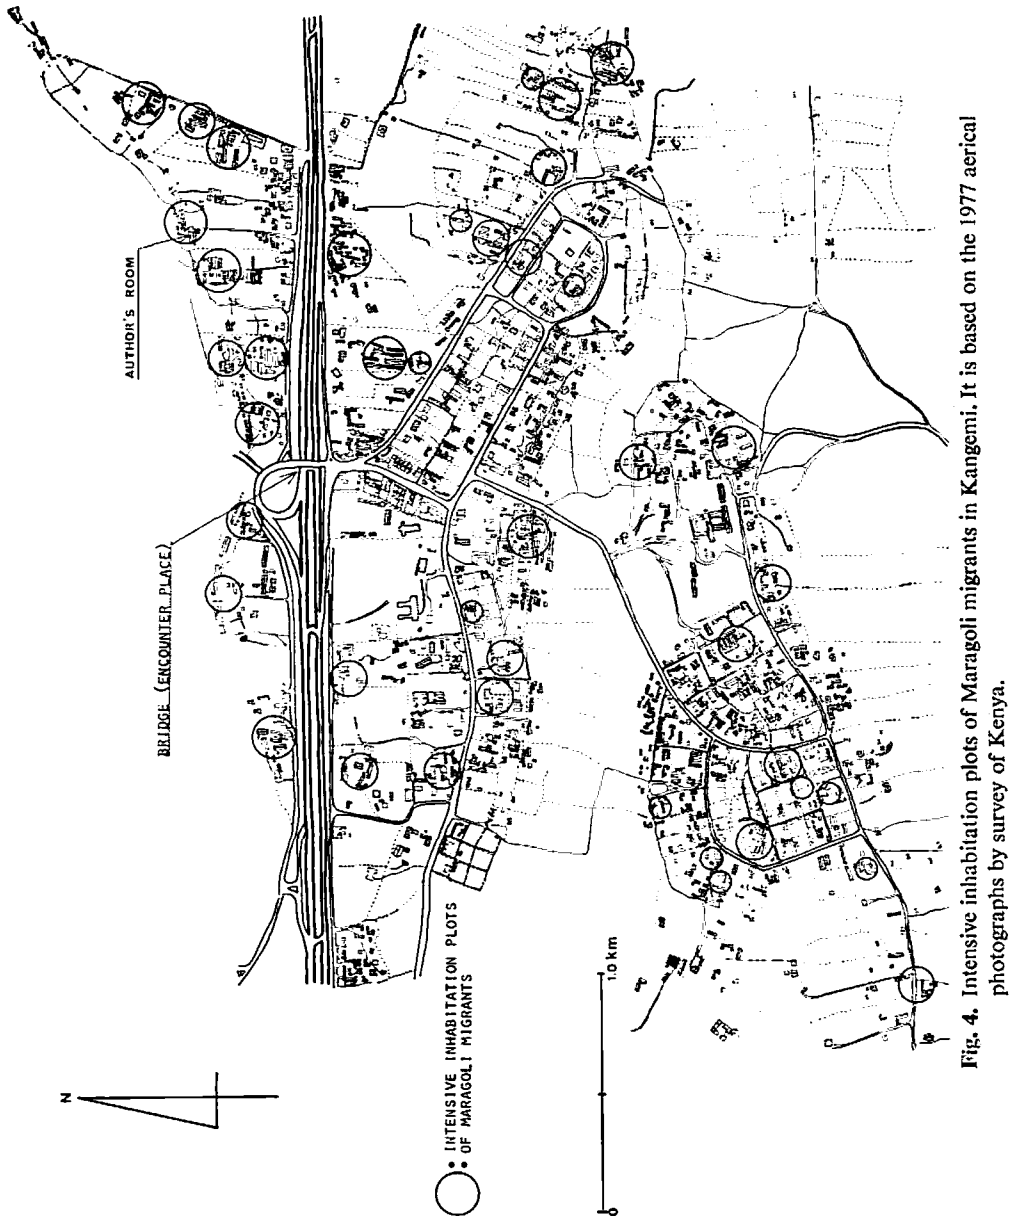 AUTHOR'S ROOM
BRIDGE (ENCOUNTER PLACE)
N
: INTENSIVE INHABITATION PLOTS
OF MARAGOLI MIGRANTS
0
1.0 km
Fig. 4. Intensive inhabitation plots of Maragoli migrants in Kangemi. It is based on the 1977 aerical
photographs by survey of Kenya.